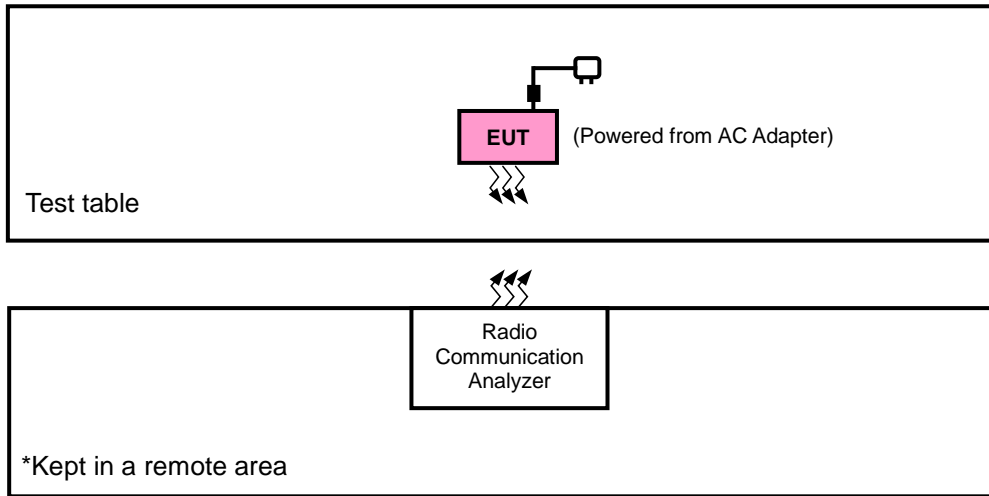 EUT
(Powered from AC Adapter)
Test table
Radio
Communication
Analyzer
*Kept in a remote area